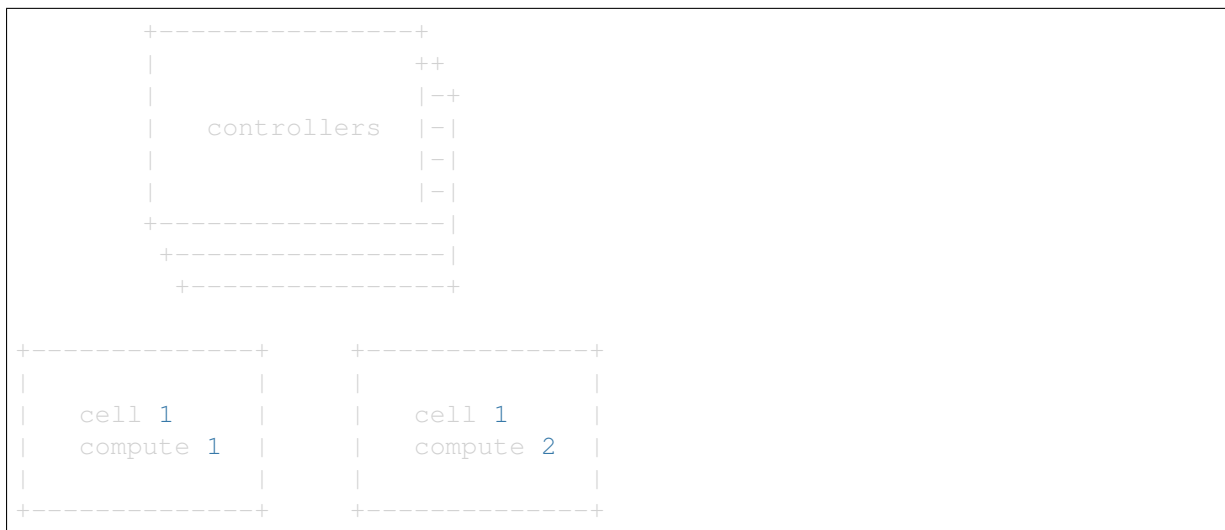 +----------------+
|                ++
|                |-+
|   controllers  |-|
|                |-|
|                |-|
+------------------|
 +-----------------|
  +----------------+
+--------------+     +--------------+
|              |     |              |
|   cell 1     |     |   cell 1     |
|   compute 1  |     |   compute 2  |
|              |     |              |
+--------------+     +--------------+